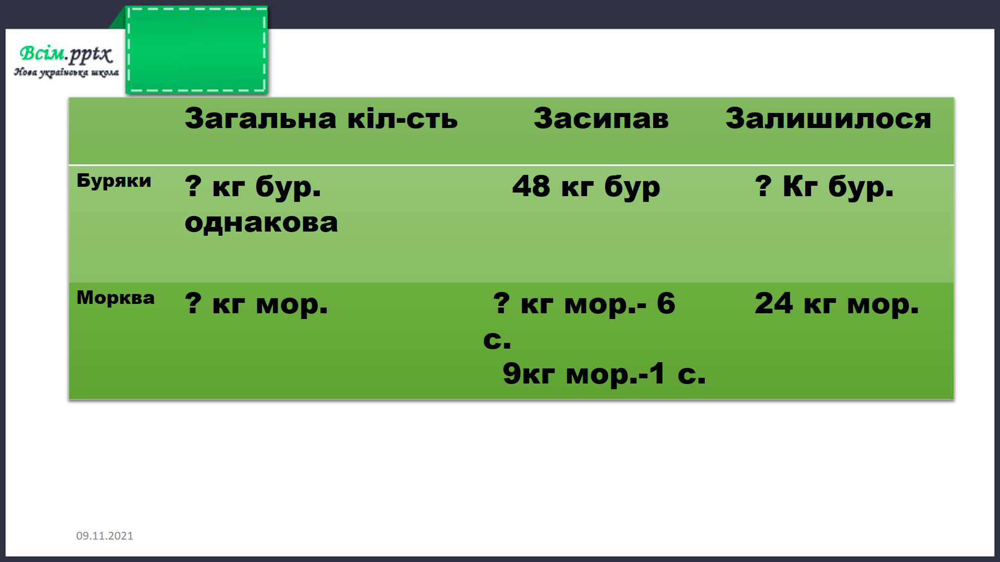 Всім.pptx
Нова українська школа
Загальна кіл-сть Засипав Залишилося
Буряки ? кг бур. 48 кг бур ? Кг бур.
однакова
Морква ? кг мор. ? кг мор.- 6 24 кг мор.
с.
9кг мор.-1 с.
09.11.2021